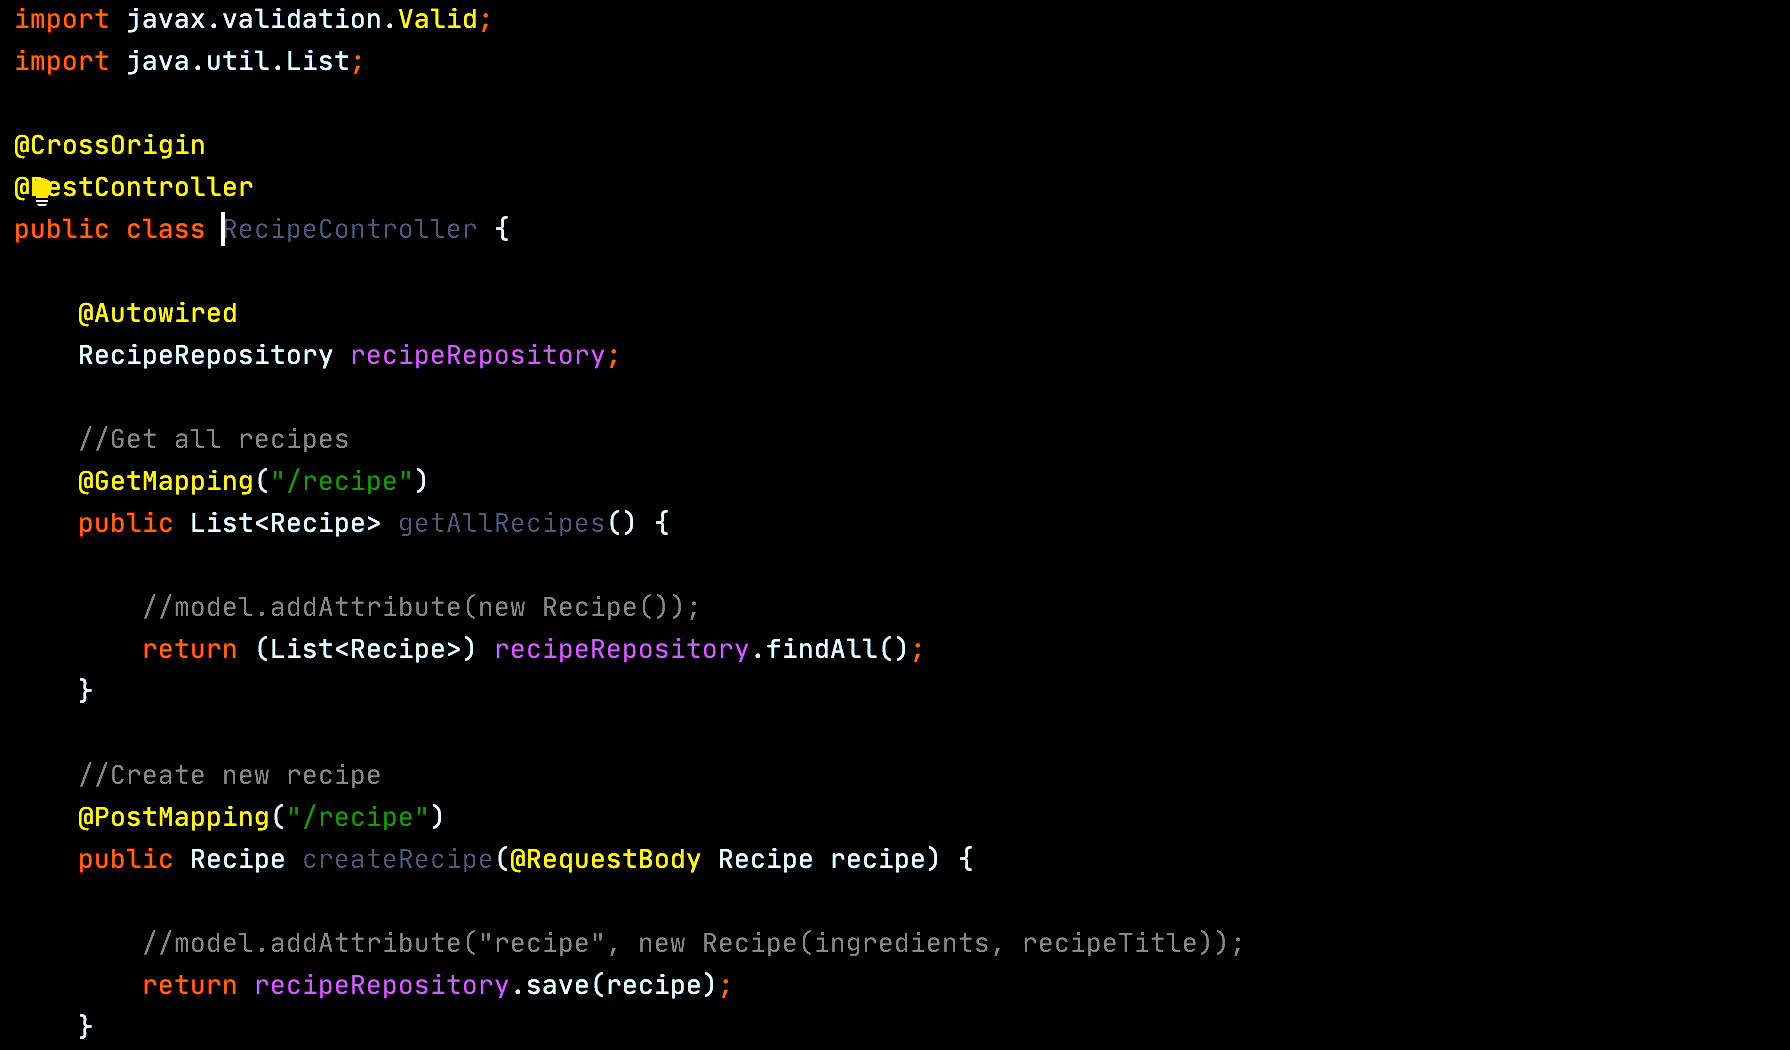 import javax.validation.Valid;
import java.util.List;
@CrossOrigin
@RestController
public class RecipeController {
@Autowired
RecipeRepository recipeRepository;
//Get all recipes
@GetMapping("/recipe")
public List<Recipe> getAllRecipes() {
//model.addAttribute(new Recipe());
return (List<Recipe>) recipeRepository.findAll();
}
//Create new recipe
@PostMapping("/recipe")
public Recipe createRecipe(@RequestBody Recipe recipe) {
//model.addAttribute("recipe", new Recipe(ingredients, recipeTitle));
return recipeRepository.save(recipe);
}